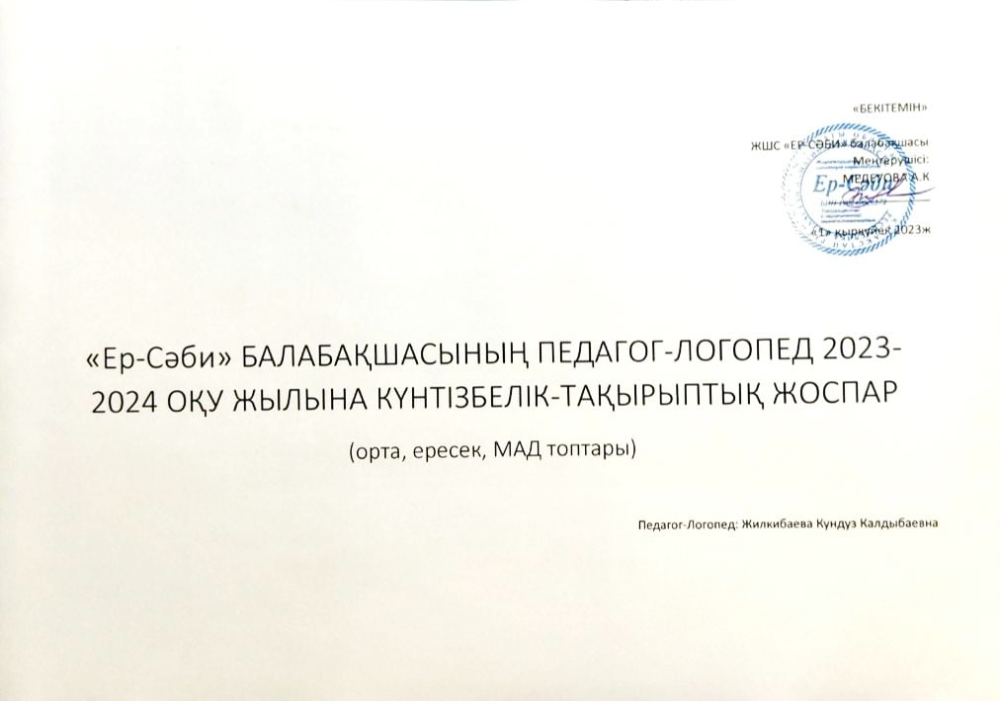 «БЕКІТЕМІН»
ЖШС «ЕР СӘБИ» балабақшасы
Меңгерушісі:
МЕДЕУОВА А.К
Ер-Сәби
«1» қыркүйек 2023ж
«Ер-Сәби» БАЛАБАҚШАСЫНЫҢ ПЕДАГОГ-ЛОГОПЕД 2023-
2024 ОҚУ ЖЫЛЫНА КҮНТІЗБЕЛІК-ТАҚЫРЫПТЫҚ ЖОСПАР
(орта, ересек, МАД топтары)
Педагог-Логопед: Жилкибаева Кундуз Калдыбаевна